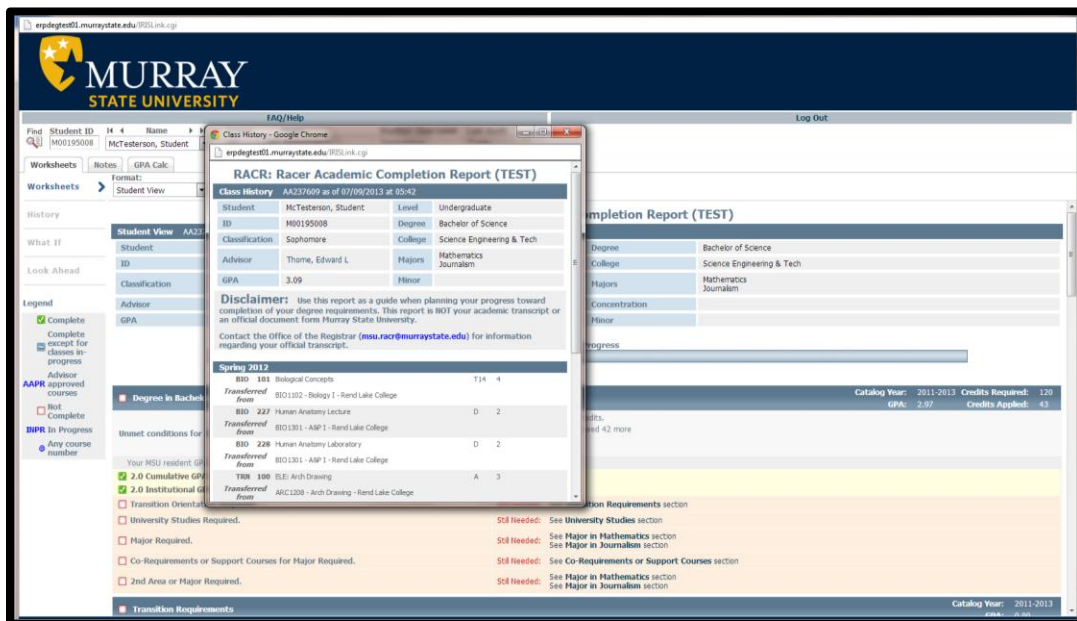 erpdegtest01.murraystate.edu/IRISLink.cgi
MURRAY
STATE UNIVERSITY
FAQ/Help Log Out
Find Student ID Name
M00195008 McTesterson, Student
Worksheets Notes GPA Calc
Format:
Worksheets Student View
History
What If
Look Ahead
Legend
Complete
Complete except for classes in-progress
AAPR Advisor approved courses
Not Complete
INPR In Progress
Any course number
Class History - Google Chrome
erpdegtest01.murraystate.edu/IRISLink.cgi
RACR: Racer Academic Completion Report (TEST)
Class History AA237609 as of 07/09/2013 at 05:42
Student McTesterson, Student Level Undergraduate
ID M00195008 Degree Bachelor of Science
Classification Sophomore College Science Engineering & Tech
Advisor Thome, Edward L Majors Mathematics
Journalism
GPA 3.09 Minor
Disclaimer: Use this report as a guide when planning your progress toward
completion of your degree requirements. This report is NOT your academic transcript or
an official document form Murray State University.
Contact the Office of the Registrar (msu.racr@murraystate.edu) for information
regarding your official transcript.
Spring 2012
BIO 101 Biological Concepts T14 4
Transferred from BIO1102 - Biology I - Rend Lake College
BIO 227 Human Anatomy Lecture D 2
Transferred from BIO1301 - A&P I - Rend Lake College
BIO 228 Human Anatomy Laboratory D 2
Transferred from BIO1301 - A&P I - Rend Lake College
TRN 100 ELE: Arch Drawing A 3
Transferred from ARC1208 - Arch Drawing - Rend Lake College
mpletion Report (TEST)
Student View AA23
Student Degree Bachelor of Science
ID College Science Engineering & Tech
Classification Majors Mathematics
Journalism
Advisor Concentration
GPA Minor
Progress
Degree in Bachel Catalog Year: 2011-2013 Credits Required: 120
GPA: 2.97 Credits Applied: 43
Unmet conditions for dits.
eed 42 more
Your MSU resident GP
2.0 Cumulative GPA
2.0 Institutional G
Transition Orientat ition Requirements section
University Studies Required. Still Needed: See University Studies section
Major Required. Still Needed: See Major in Mathematics section
See Major in Journalism section
Co-Requirements or Support Courses for Major Required. Still Needed: See Co-Requirements or Support Courses section
2nd Area or Major Required. Still Needed: See Major in Mathematics section
See Major in Journalism section
Transition Requirements Catalog Year: 2011-2013
GPA: 0.00